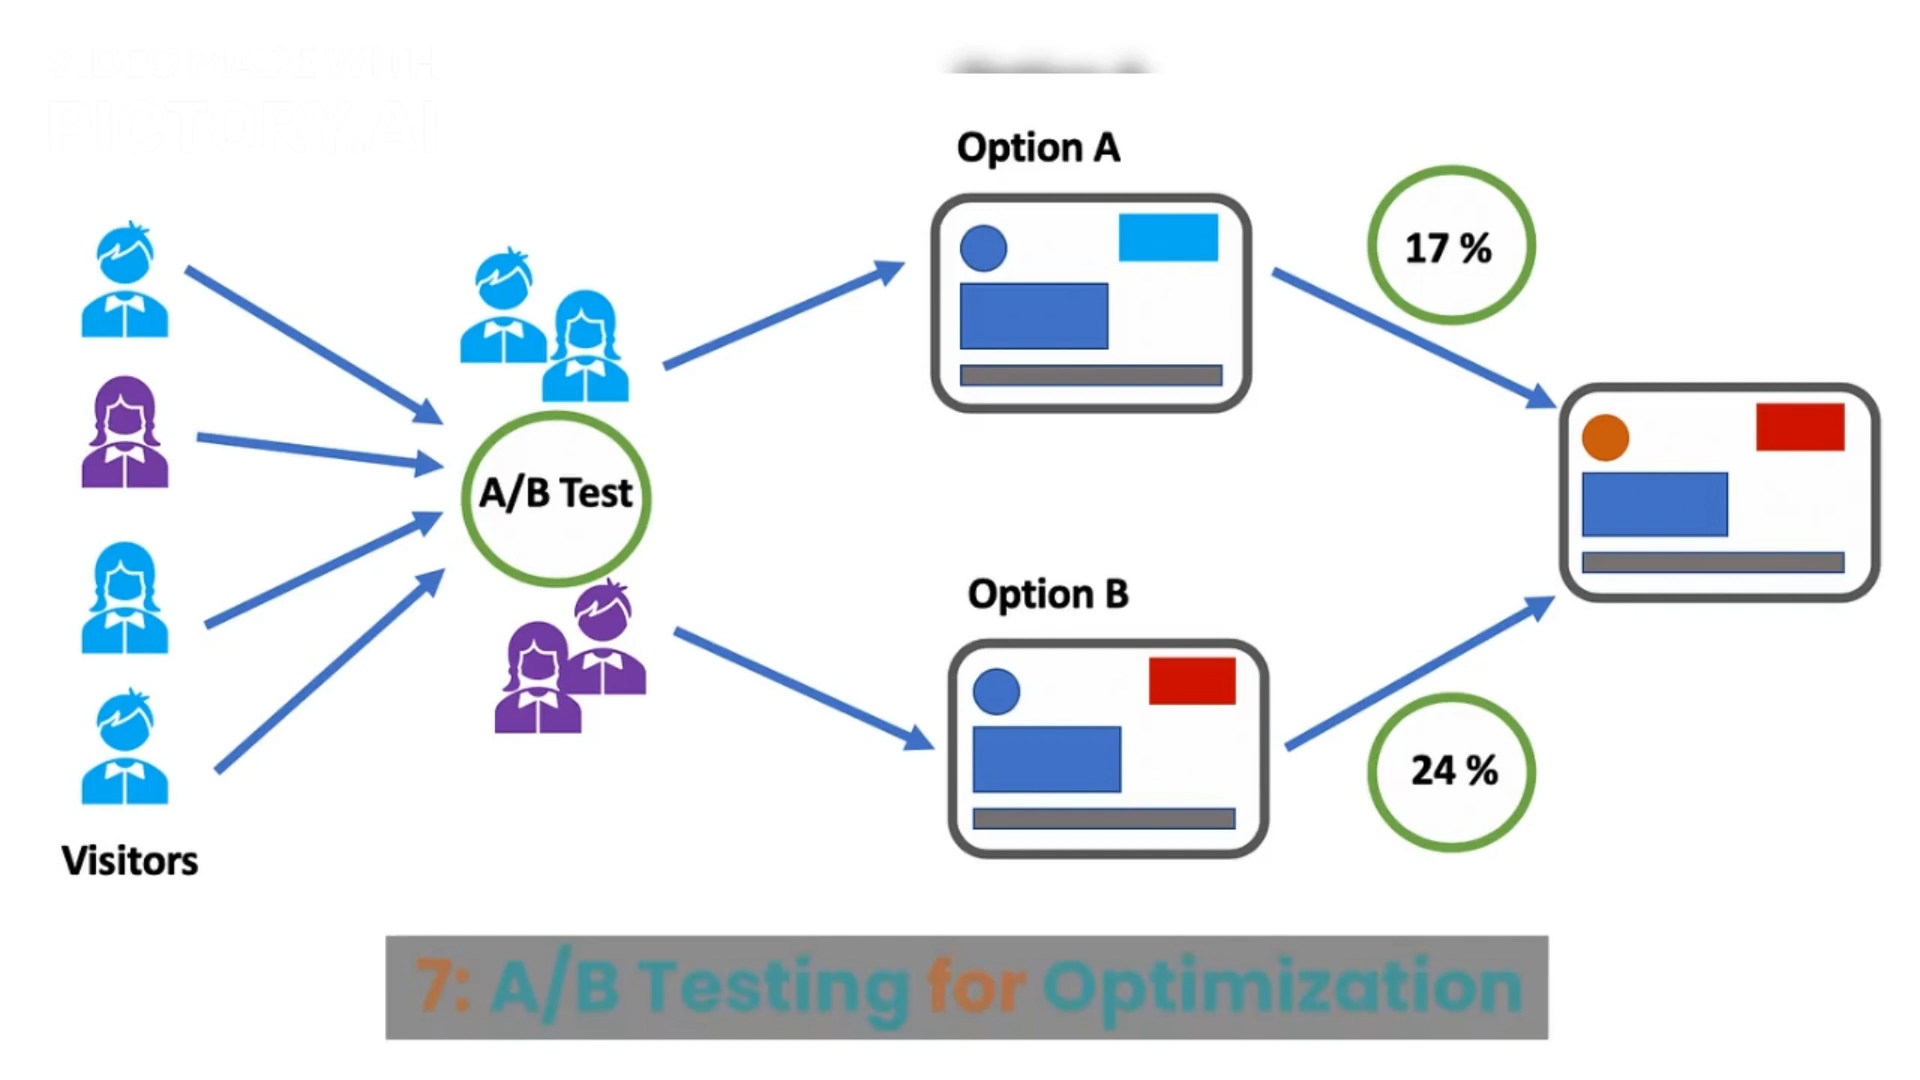 Option A
17 %
A/B Test
Option B
24 %
Visitors
7: A/B Testing for Optimization